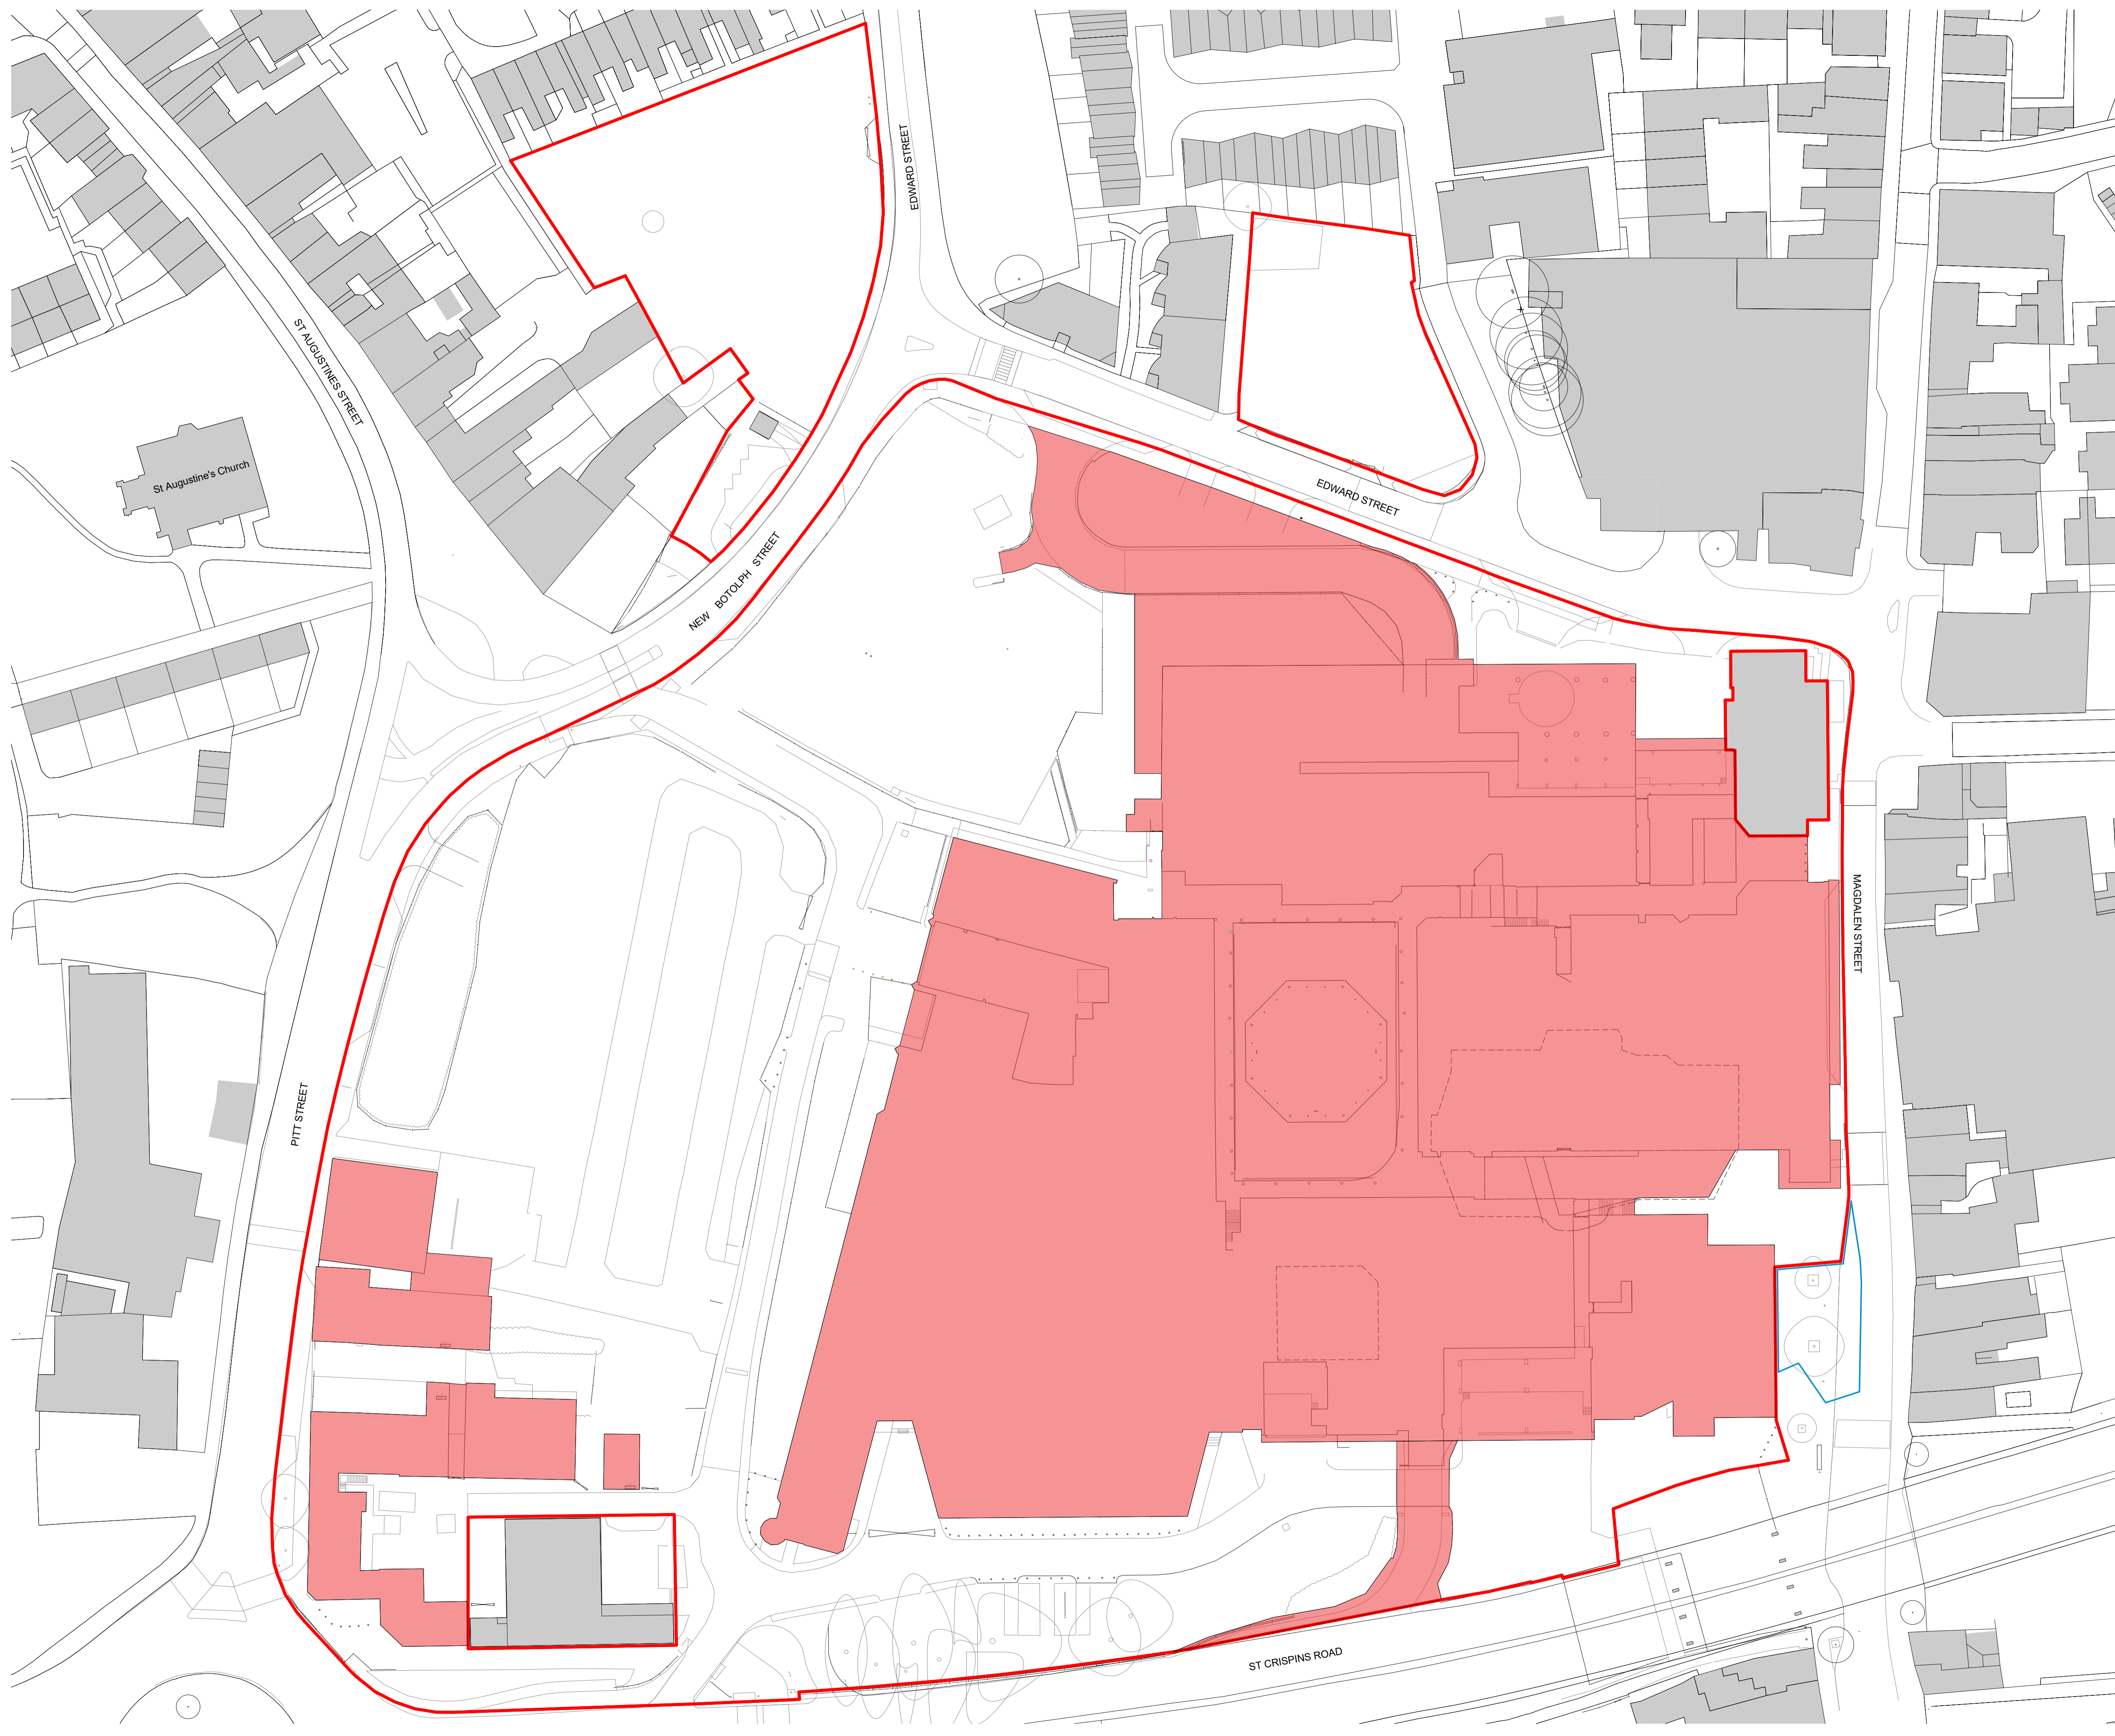 EDWARD STREET
ST AUGUSTINES STREET
St Augustine's Church
EDWARD STREET
NEW BOTOLPH STREET
MAGDALEN STREET
PITT STREET
ST CRISPINS ROAD